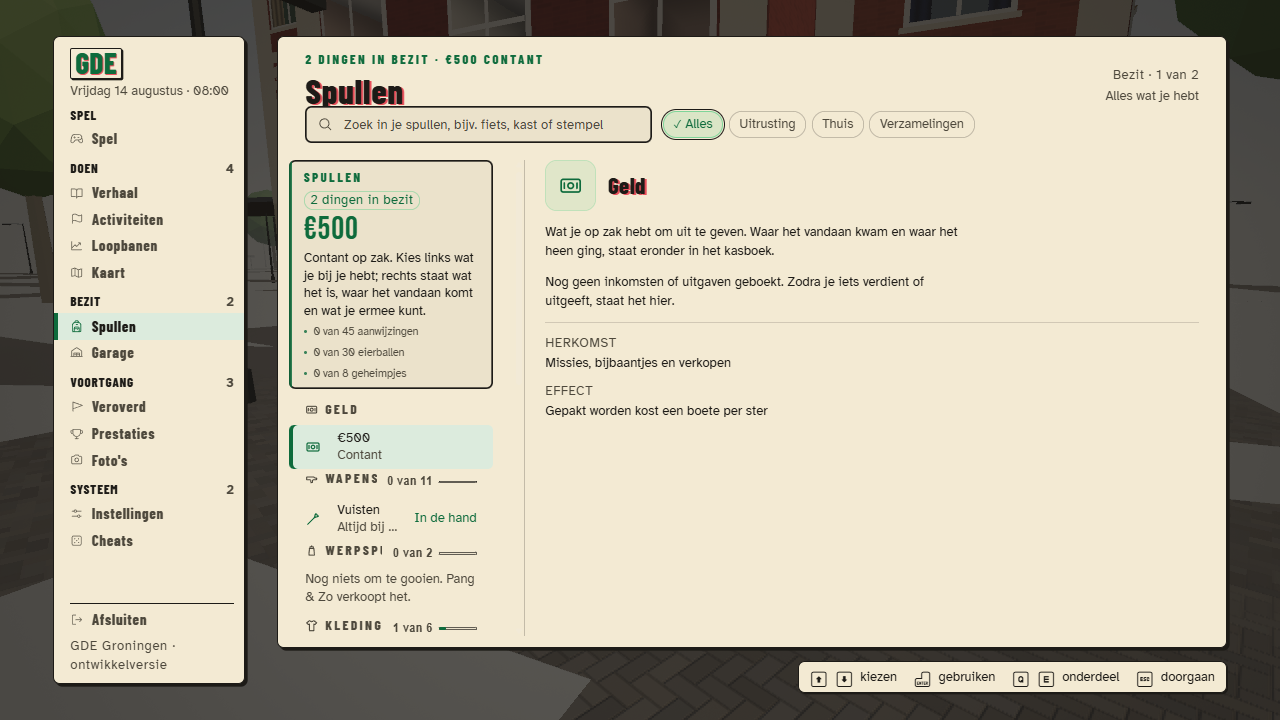 GDE
Vrijdag 14 augustus · 08:00
SPEL
Spel
DOEN 4
Verhaal
Activiteiten
Loopbanen
Kaart
BEZIT 2
Spullen
Garage
VOORTGANG 3
Veroverd
Prestaties
Foto's
SYSTEEM 2
Instellingen
Cheats
Afsluiten
GDE Groningen ·
ontwikkelversie
2 DINGEN IN BEZIT · €500 CONTANT
Spullen
Bezit · 1 van 2
Alles wat je hebt
Zoek in je spullen, bijv. fiets, kast of stempel
✓ Alles
Uitrusting
Thuis
Verzamelingen
SPULLEN
2 dingen in bezit
€500
Contant op zak. Kies links wat
je bij je hebt; rechts staat wat
het is, waar het vandaan komt
en wat je ermee kunt.
• 0 van 45 aanwijzingen
• 0 van 30 eierballen
• 0 van 8 geheimpjes
GELD
€500
Contant
WAPENS 0 van 11
Vuisten
Altijd bij ...
In de hand
WERPSP 0 van 2
Nog niets om te gooien. Pang
& Zo verkoopt het.
KLEDING 1 van 6
Geld
Wat je op zak hebt om uit te geven. Waar het vandaan kwam en waar het
heen ging, staat eronder in het kasboek.
Nog geen inkomsten of uitgaven geboekt. Zodra je iets verdient of
uitgeeft, staat het hier.
HERKOMST
Missies, bijbaantjes en verkopen
EFFECT
Gepakt worden kost een boete per ster
kiezen
ENTER gebruiken
Q E onderdeel
ESC doorgaan